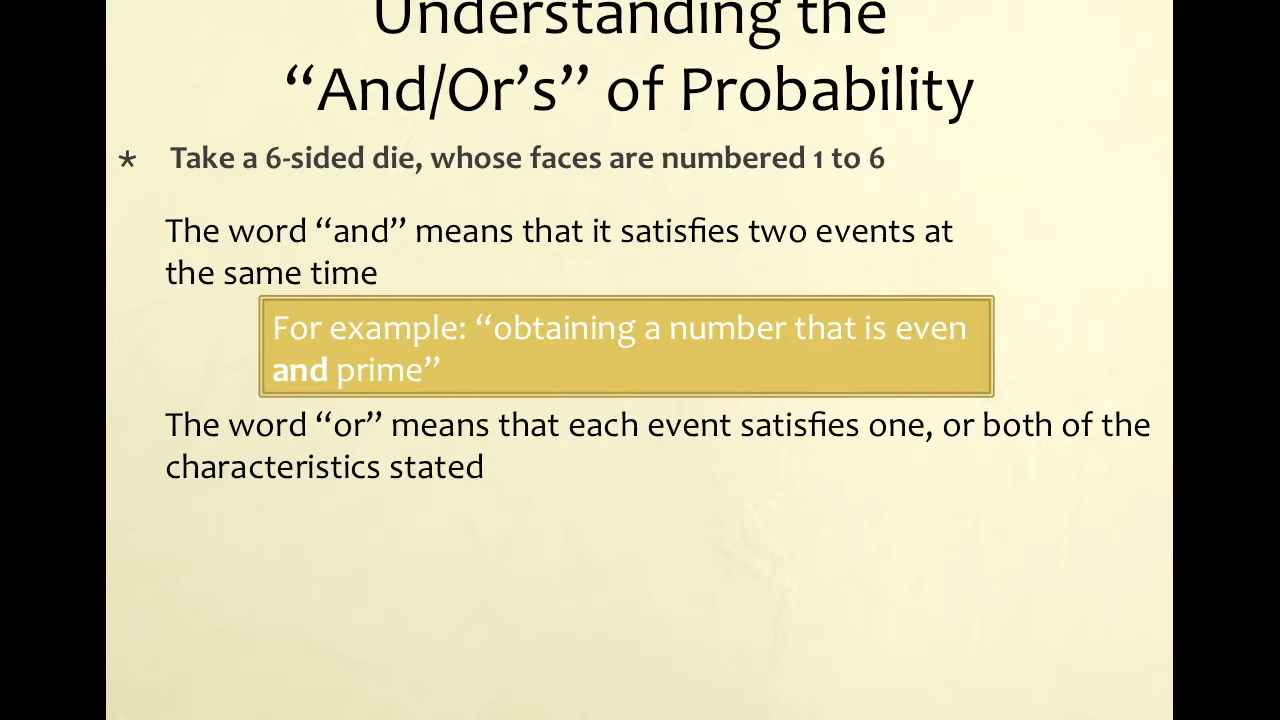 Understanding the
“And/Or’s” of Probability
* Take a 6-sided die, whose faces are numbered 1 to 6
The word “and” means that it satisfies two events at
the same time
For example: “obtaining a number that is even
and prime”
The word “or” means that each event satisfies one, or both of the
characteristics stated